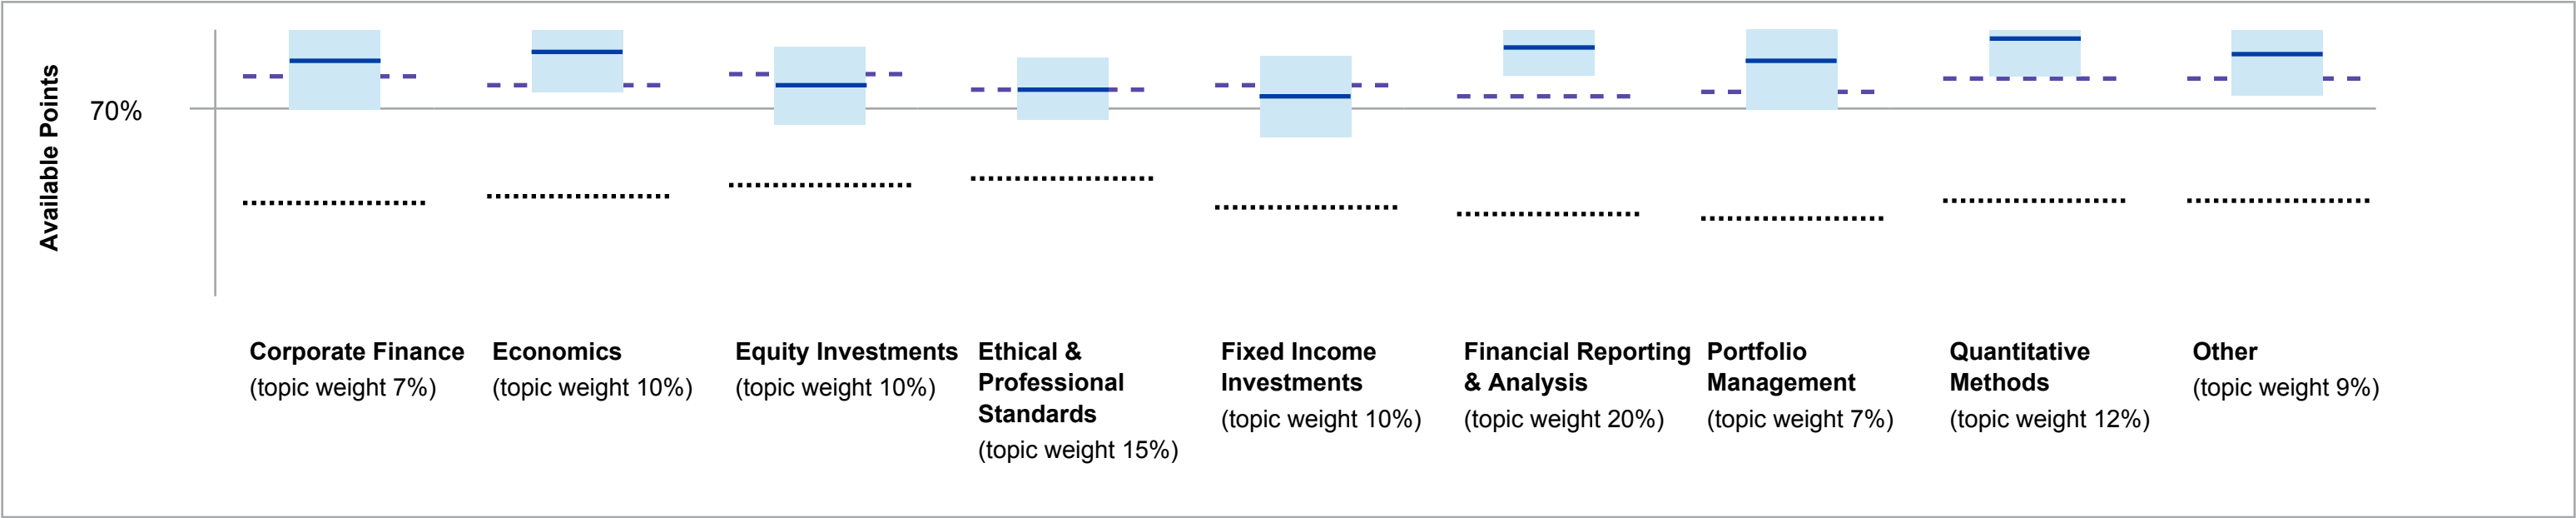 Available Points
70%
Corporate Finance
(topic weight 7%)
Economics
(topic weight 10%)
Equity Investments
(topic weight 10%)
Ethical &
Professional
Standards
(topic weight 15%)
Fixed Income
Investments
(topic weight 10%)
Financial Reporting
& Analysis
(topic weight 20%)
Portfolio
Management
(topic weight 7%)
Quantitative
Methods
(topic weight 12%)
Other
(topic weight 9%)